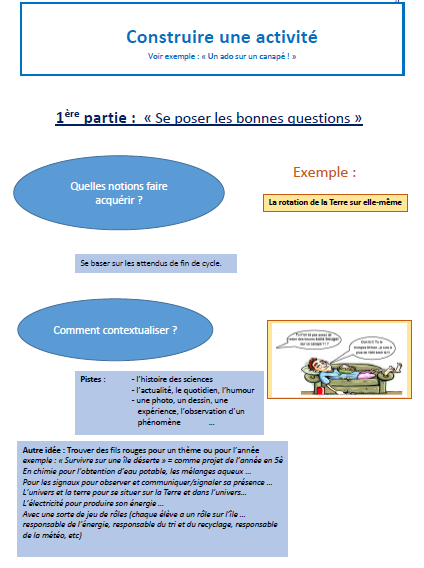 Construire une activité
Voir exemple : « Un ado sur un canapé ! »
1ère partie : « Se poser les bonnes questions »
Quelles notions faire
acquérir ?
Exemple :
La rotation de la Terre sur elle-même
Se baser sur les attendus de fin de cycle.
Comment contextualiser ?
Pistes : - l'histoire des sciences
- l'actualité, le quotidien, l'humour
- une photo, un dessin, une
expérience, l'observation d'un
phénomène …
Autre idée : Trouver des fils rouges pour un thème ou pour l'année
exemple : « Survivre sur une île déserte » = comme projet de l'année en 5è
En chimie pour l'obtention d'eau potable, les mélanges aqueux …
Pour les signaux pour observer et communiquer/signaler sa présence …
L'univers et la terre pour se situer sur la Terre et dans l'univers…
L'électricité pour produire son énergie …
Avec une sorte de jeu de rôles (chaque élève a un rôle sur l'île …
responsable de l'énergie, responsable du tri et du recyclage, responsable
de la météo, etc)